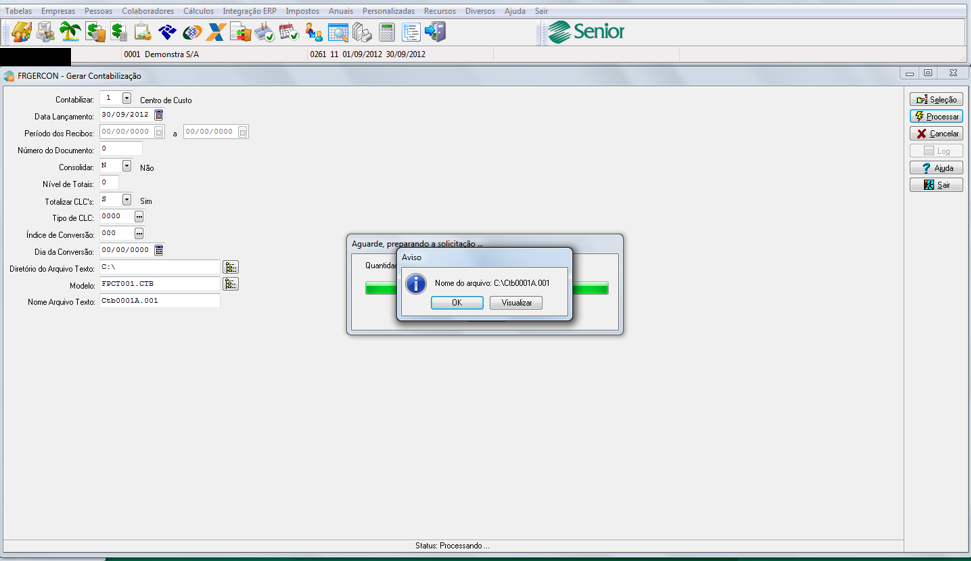 Tabelas Empresas Pessoas Colaboradores Cálculos Integração ERP Impostos Anuais Personalizadas Recursos Diversos Ajuda Sair
Senior
0001 Demonstra S/A 0261 11 01/09/2012 30/09/2012
FRGERCON - Gerar Contabilização
Contabilizar: 1 Centro de Custo
Data Lançamento: 30/09/2012
Período dos Recibos: 00/00/0000 a 00/00/0000
Número do Documento: 0
Consolidar: N Não
Nível de Totais: 0
Totalizar CLC's: S Sim
Tipo de CLC: 0000 ...
Índice de Conversão: 000 ...
Dia da Conversão: 00/00/0000
Diretório do Arquivo Texto: C:\
Modelo: FPCT001.CTB
Nome Arquivo Texto: Ctb0001A.001
Seleção
Processar
Cancelar
Log
? Ajuda
Sair
Aguarde, preparando a solicitação ...
Aviso
Nome do arquivo: C:\Ctb0001A.001
OK Visualizar
Status: Processando ...